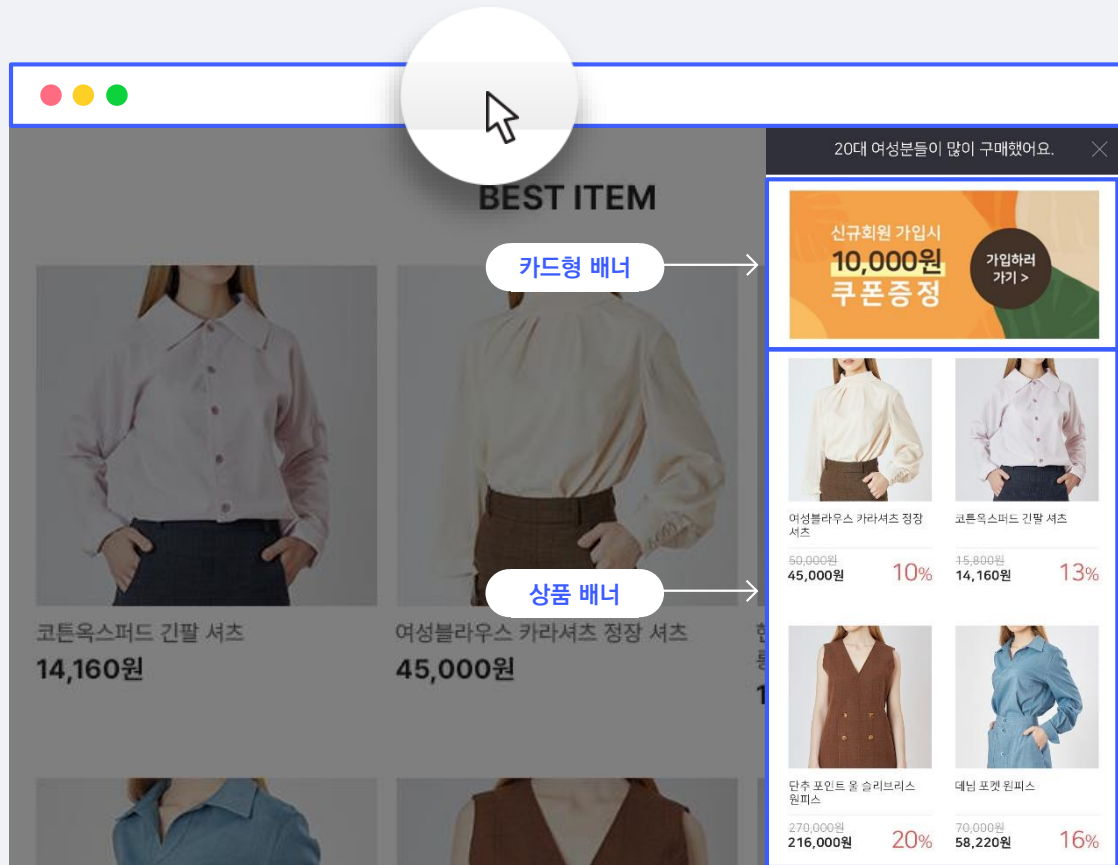 20대 여성분들이 많이 구매했어요.
BEST ITEM
신규회원 가입시
10,000원
쿠폰증정
가입하러
가기 >
카드형 배너
여성블라우스 카라셔츠 정장
셔츠
50,000원
45,000원 10%
코튼옥스퍼드 긴팔 셔츠
15,800원
14,160원 13%
상품 배너
코튼옥스퍼드 긴팔 셔츠
14,160원
여성블라우스 카라셔츠 정장 셔츠
45,000원
단추 포인트 울 슬리브리스
원피스
270,000원
216,000원 20%
데님 포켓 원피스
70,000원
58,220원 16%